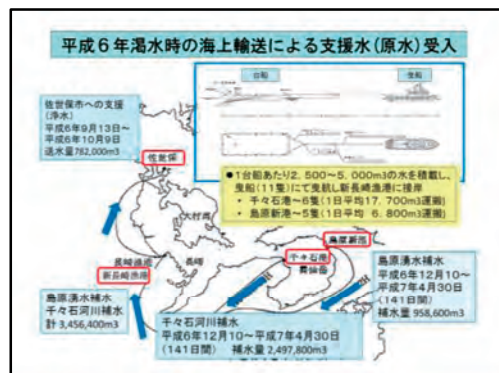 平成6年渇水時の海上輸送による支援水(原水)受入
台船
曳船
佐世保市への支援
(浄水)
平成6年9月13日~
平成6年10月9日
送水量782,000m3
佐世保
●1台船あたり2,500~5,000m3の水を積載し、
曳船(11隻)にて曳航し新長崎漁港に接岸
・千々石港~6隻(1日平均17,700m3運搬)
・島原新港~5隻(1日平均 6,800m3運搬)
大村湾
島原新港
千々石港
雲仙岳
長崎漁港
新長崎漁港
長崎
島原湧水補水
平成6年12月10~
平成7年4月30日
(141日間)
補水量 958,600m3
島原湧水補水
千々石河川補水
計 3,456,400m3
千々石河川補水
平成6年12月10~平成7年4月30日
(141日間) 補水量 2,497,800m3